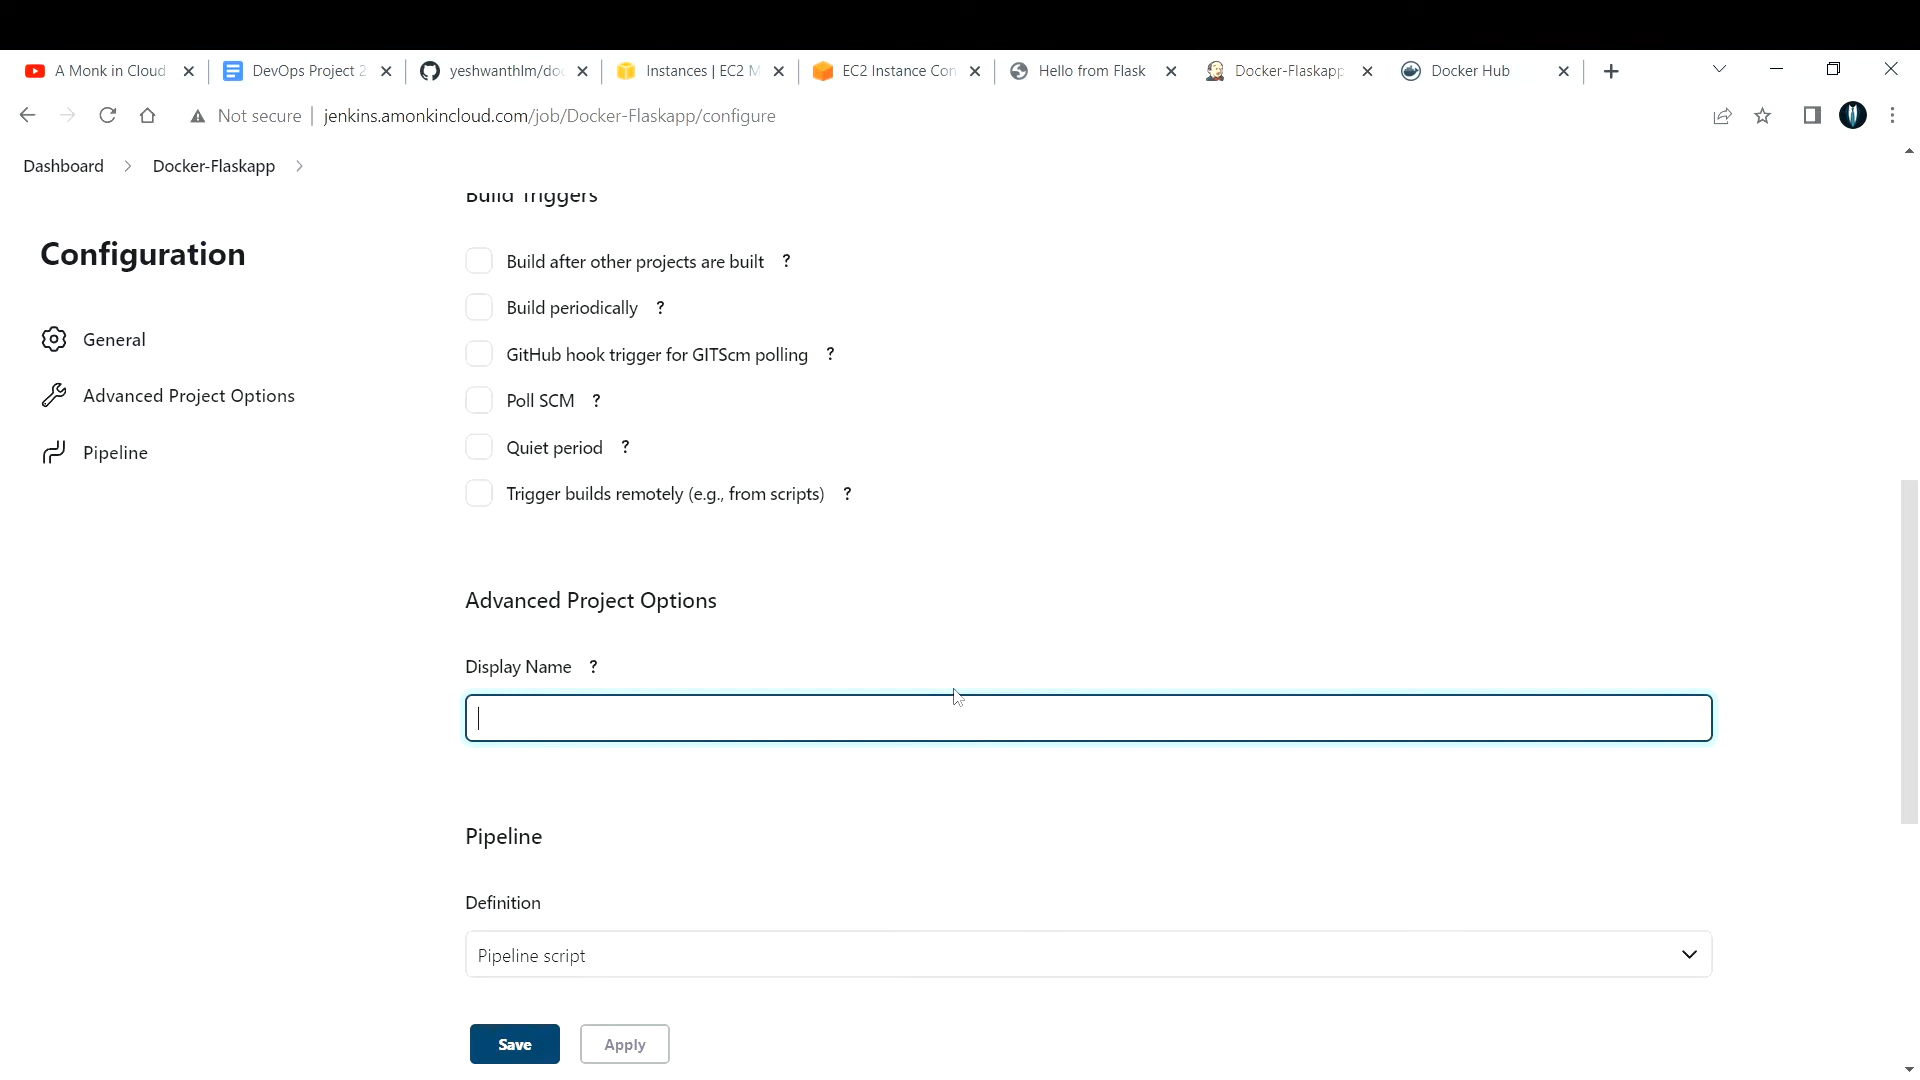 A Monk in Cloud
DevOps Project 2
yeshwanthlm/doc
Instances | EC2 M
EC2 Instance Con
Hello from Flask
Docker-Flaskapp
Docker Hub
Not secure
jenkins.amonkincloud.com/job/Docker-Flaskapp/configure
Dashboard
Docker-Flaskapp
Build Triggers
Configuration
General
Advanced Project Options
Pipeline
Build after other projects are built ?
Build periodically ?
GitHub hook trigger for GITScm polling ?
Poll SCM ?
Quiet period ?
Trigger builds remotely (e.g., from scripts) ?
Advanced Project Options
Display Name ?
Pipeline
Definition
Pipeline script
Save
Apply